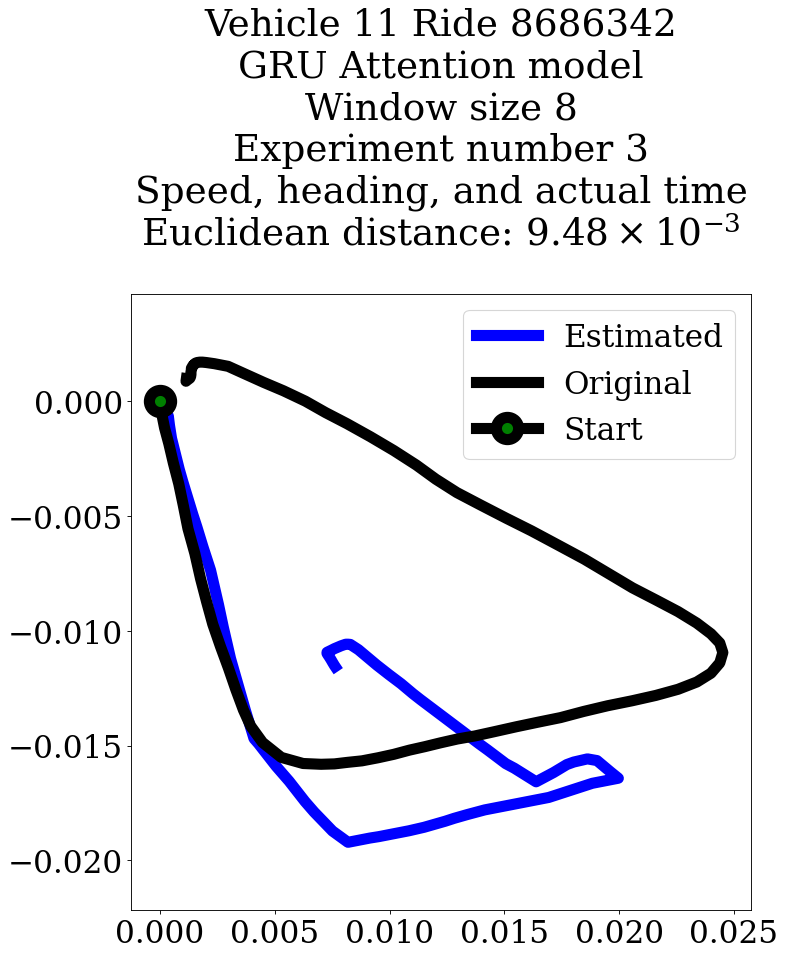 Vehicle 11 Ride 8686342
GRU Attention model
Window size 8
Experiment number 3
Speed, heading, and actual time
Euclidean distance: 9.48 × 10⁻³
Estimated
Original
Start
0.000
−0.005
−0.010
−0.015
−0.020
0.000 0.005 0.010 0.015 0.020 0.025